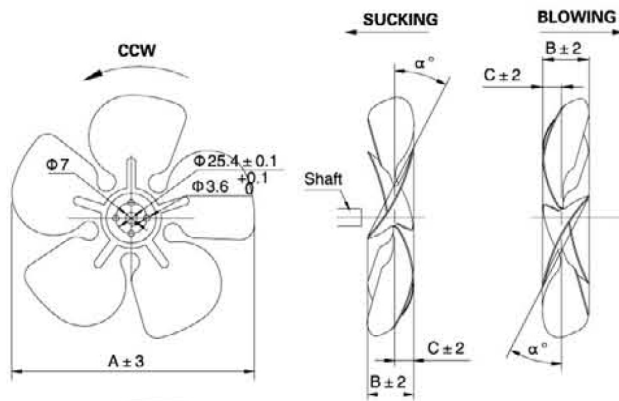 SUCKING
BLOWING
CCW
B ± 2
α°
C ± 2
Φ7
Φ25.4 ± 0.1
Φ3.6 +0.1 0
Shaft
C ± 2
α°
A ± 3
B ± 2